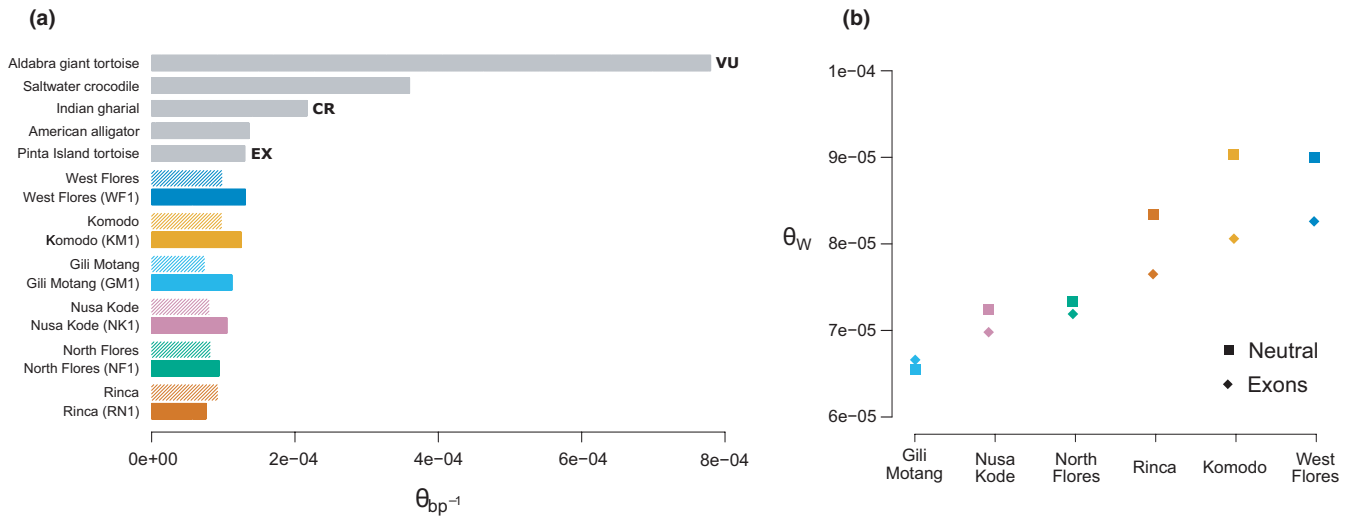 (a)
Aldabra giant tortoise
VU
Saltwater crocodile
Indian gharial
CR
American alligator
Pinta Island tortoise
EX
West Flores
West Flores (WF1)
Komodo
Komodo (KM1)
Gili Motang
Gili Motang (GM1)
Nusa Kode
Nusa Kode (NK1)
North Flores
North Flores (NF1)
Rinca
Rinca (RN1)
0e+00 2e−04 4e−04 6e−04 8e−04
θbp⁻¹
(b)
1e−04
9e−05
8e−05
7e−05
6e−05
θW
Neutral
Exons
Gili
Motang
Nusa
Kode
North
Flores
Rinca
Komodo
West
Flores